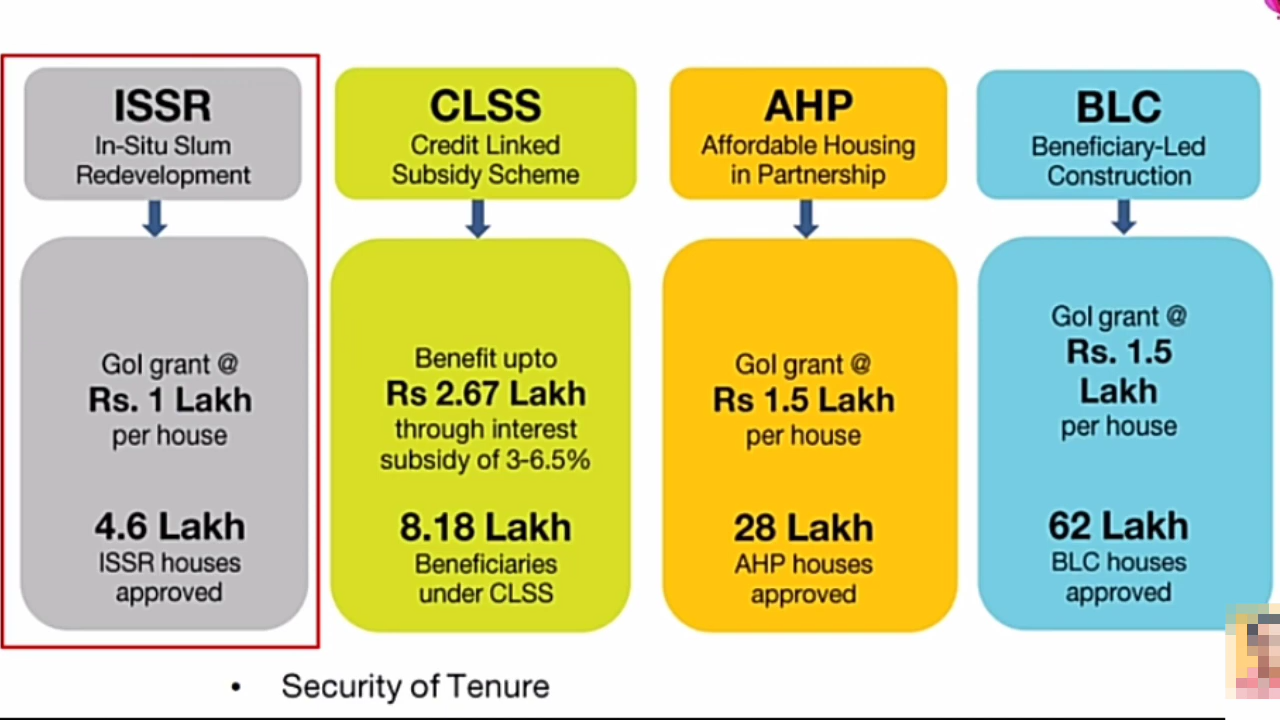 ISSR
In-Situ Slum
Redevelopment
GoI grant @
Rs. 1 Lakh
per house
4.6 Lakh
ISSR houses
approved
CLSS
Credit Linked
Subsidy Scheme
Benefit upto
Rs 2.67 Lakh
through interest
subsidy of 3-6.5%
8.18 Lakh
Beneficiaries
under CLSS
AHP
Affordable Housing
in Partnership
GoI grant @
Rs 1.5 Lakh
per house
28 Lakh
AHP houses
approved
BLC
Beneficiary-Led
Construction
GoI grant @
Rs. 1.5
Lakh
per house
62 Lakh
BLC houses
approved
• Security of Tenure